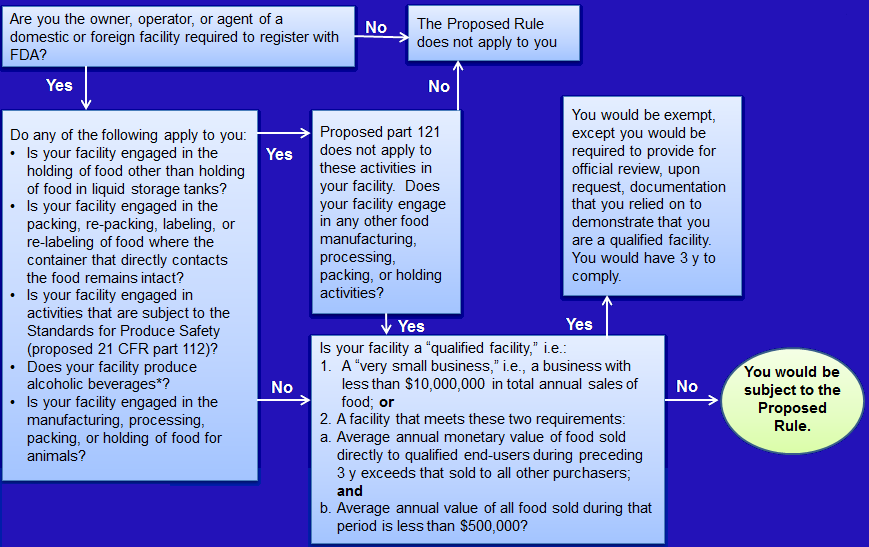 Are you the owner, operator, or agent of a
domestic or foreign facility required to register with
FDA?
No
The Proposed Rule
does not apply to you
Yes
No
Do any of the following apply to you:
• Is your facility engaged in the
holding of food other than holding
of food in liquid storage tanks?
• Is your facility engaged in the
packing, re-packing, labeling, or
re-labeling of food where the
container that directly contacts
the food remains intact?
• Is your facility engaged in
activities that are subject to the
Standards for Produce Safety
(proposed 21 CFR part 112)?
• Does your facility produce
alcoholic beverages*?
• Is your facility engaged in the
manufacturing, processing,
packing, or holding of food for
animals?
Yes
Proposed part 121
does not apply to
these activities in
your facility. Does
your facility engage
in any other food
manufacturing,
processing,
packing, or holding
activities?
You would be exempt,
except you would be
required to provide for
official review, upon
request, documentation
that you relied on to
demonstrate that you
are a qualified facility.
You would have 3 y to
comply.
Yes
Yes
No
Is your facility a “qualified facility,” i.e.:
1. A “very small business,” i.e., a business with
less than $10,000,000 in total annual sales of
food; or
2. A facility that meets these two requirements:
a. Average annual monetary value of food sold
directly to qualified end-users during preceding
3 y exceeds that sold to all other purchasers;
and
b. Average annual value of all food sold during that
period is less than $500,000?
No
You would be
subject to the
Proposed
Rule.